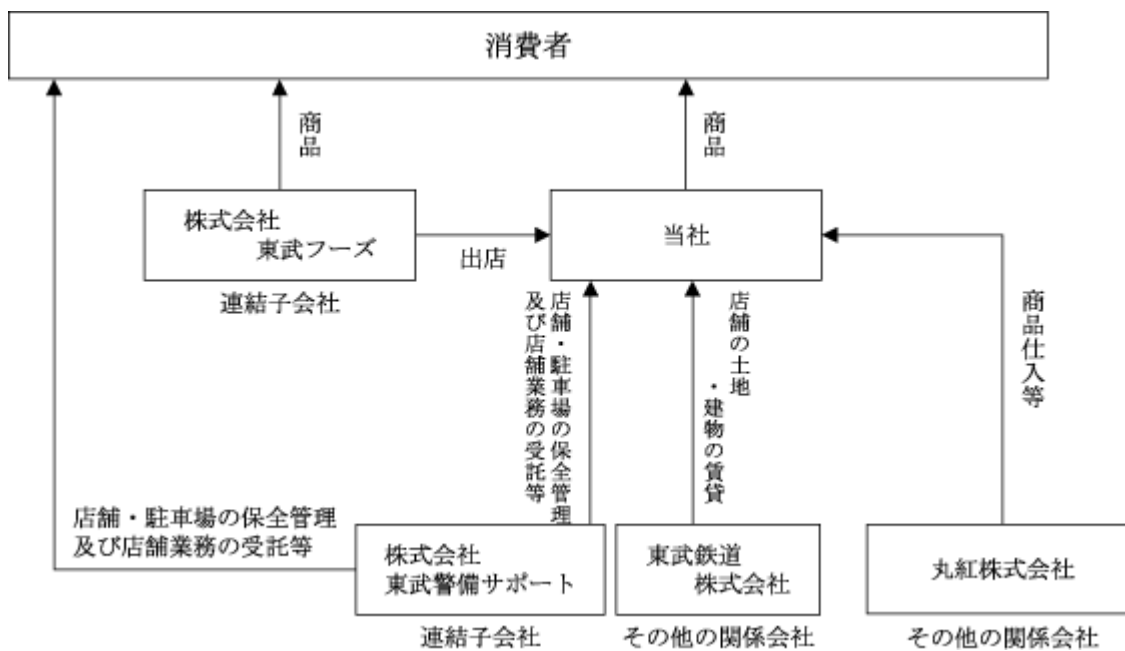 消費者
商品
商品
株式会社
東武フーズ
連結子会社
出店
当社
店舗・駐車場の保全管理
及び店舗業務の受託等
店舗の土地
・建物の賃貸
商品仕入等
店舗・駐車場の保全管理
及び店舗業務の受託等
株式会社
東武警備サポート
連結子会社
東武鉄道
株式会社
その他の関係会社
丸紅株式会社
その他の関係会社